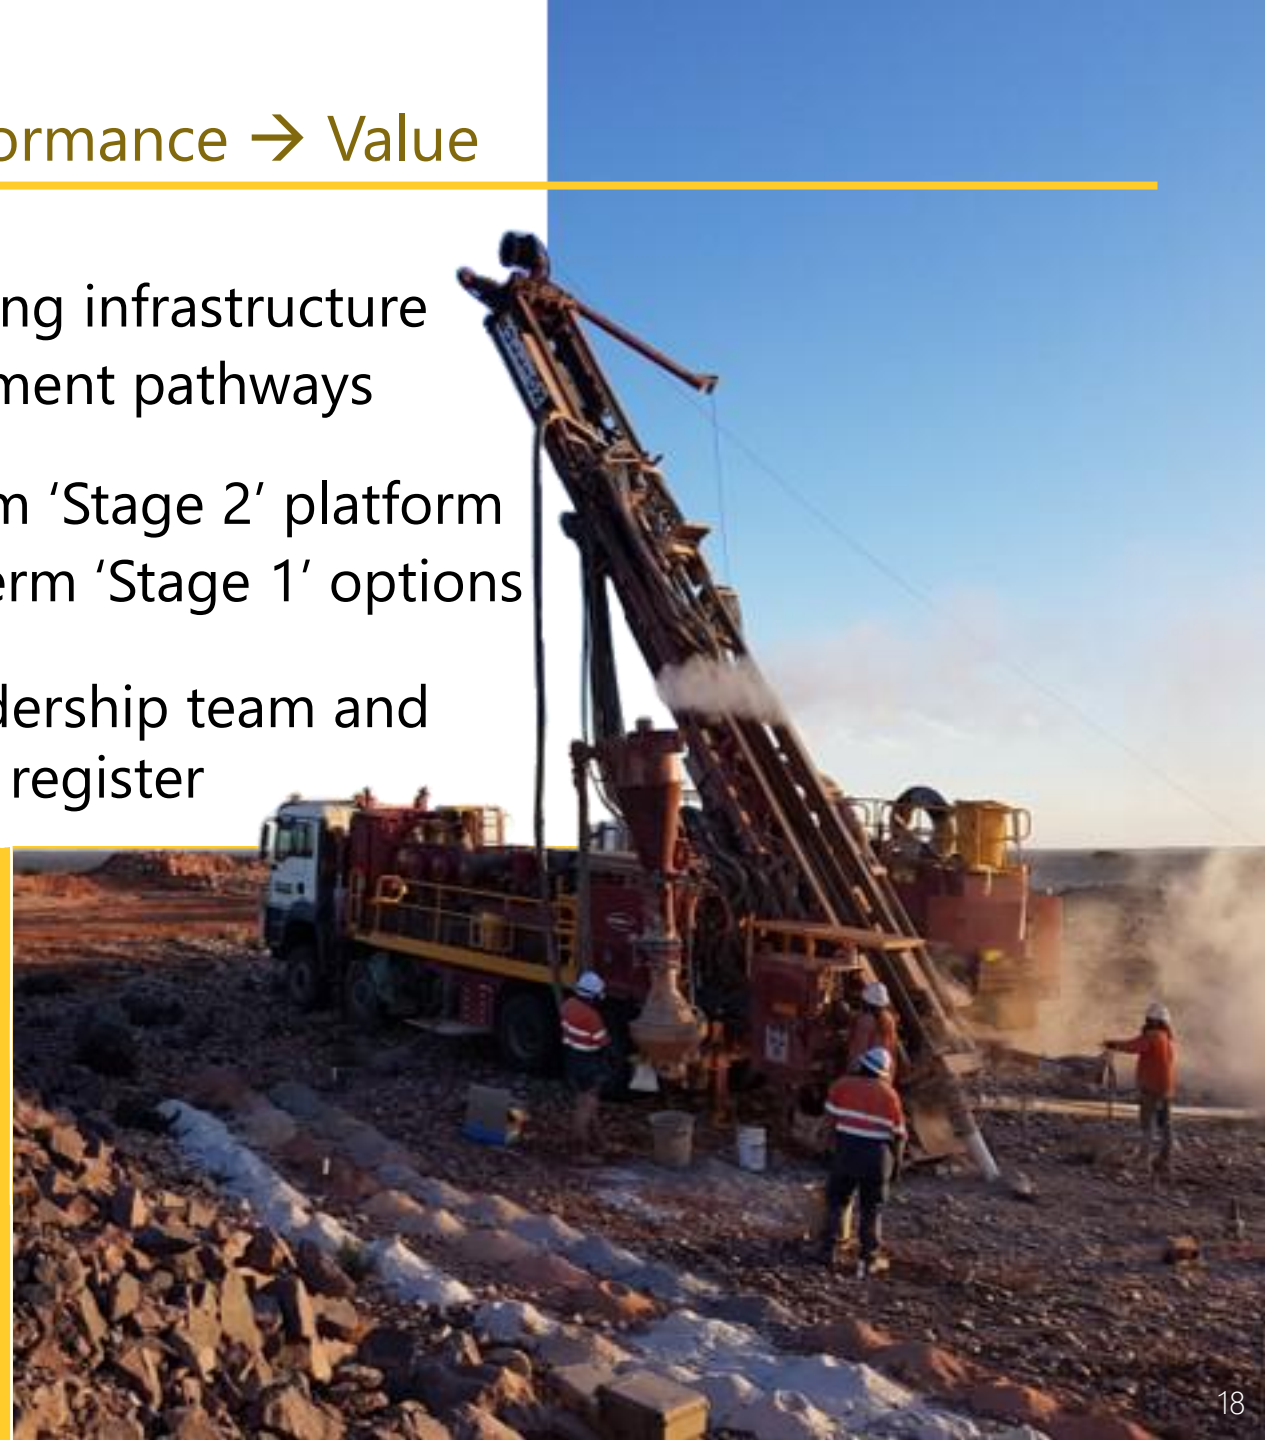 ormance → Value
ng infrastructure
ment pathways
m ‘Stage 2’ platform
erm ‘Stage 1’ options
dership team and
register
18